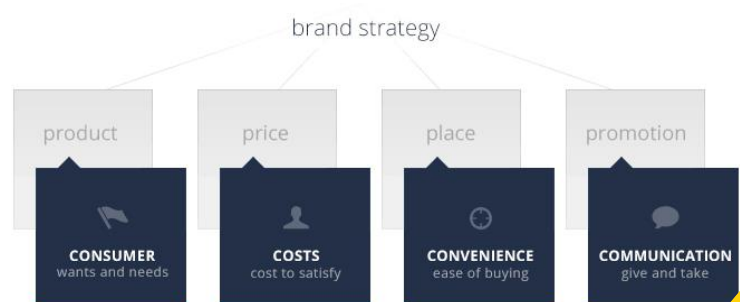 brand strategy
product
price
place
promotion
CONSUMER
wants and needs
COSTS
cost to satisfy
CONVENIENCE
ease of buying
COMMUNICATION
give and take